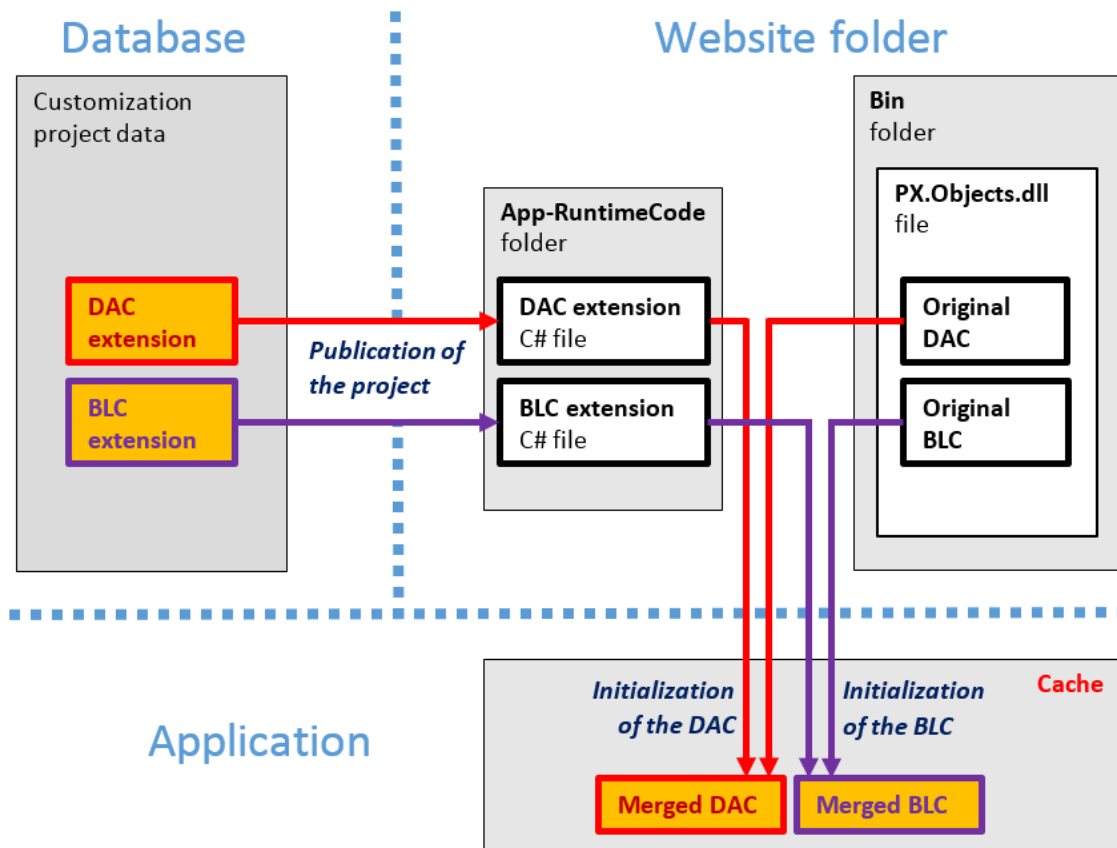 Database
Website folder
Customization
project data
Bin
folder
PX.Objects.dll
file
App-RuntimeCode
folder
DAC
extension
DAC extension
C# file
Original
DAC
Publication of
the project
BLC
extension
BLC extension
C# file
Original
BLC
Application
Cache
Initialization
of the DAC
Initialization
of the BLC
Merged DAC
Merged BLC